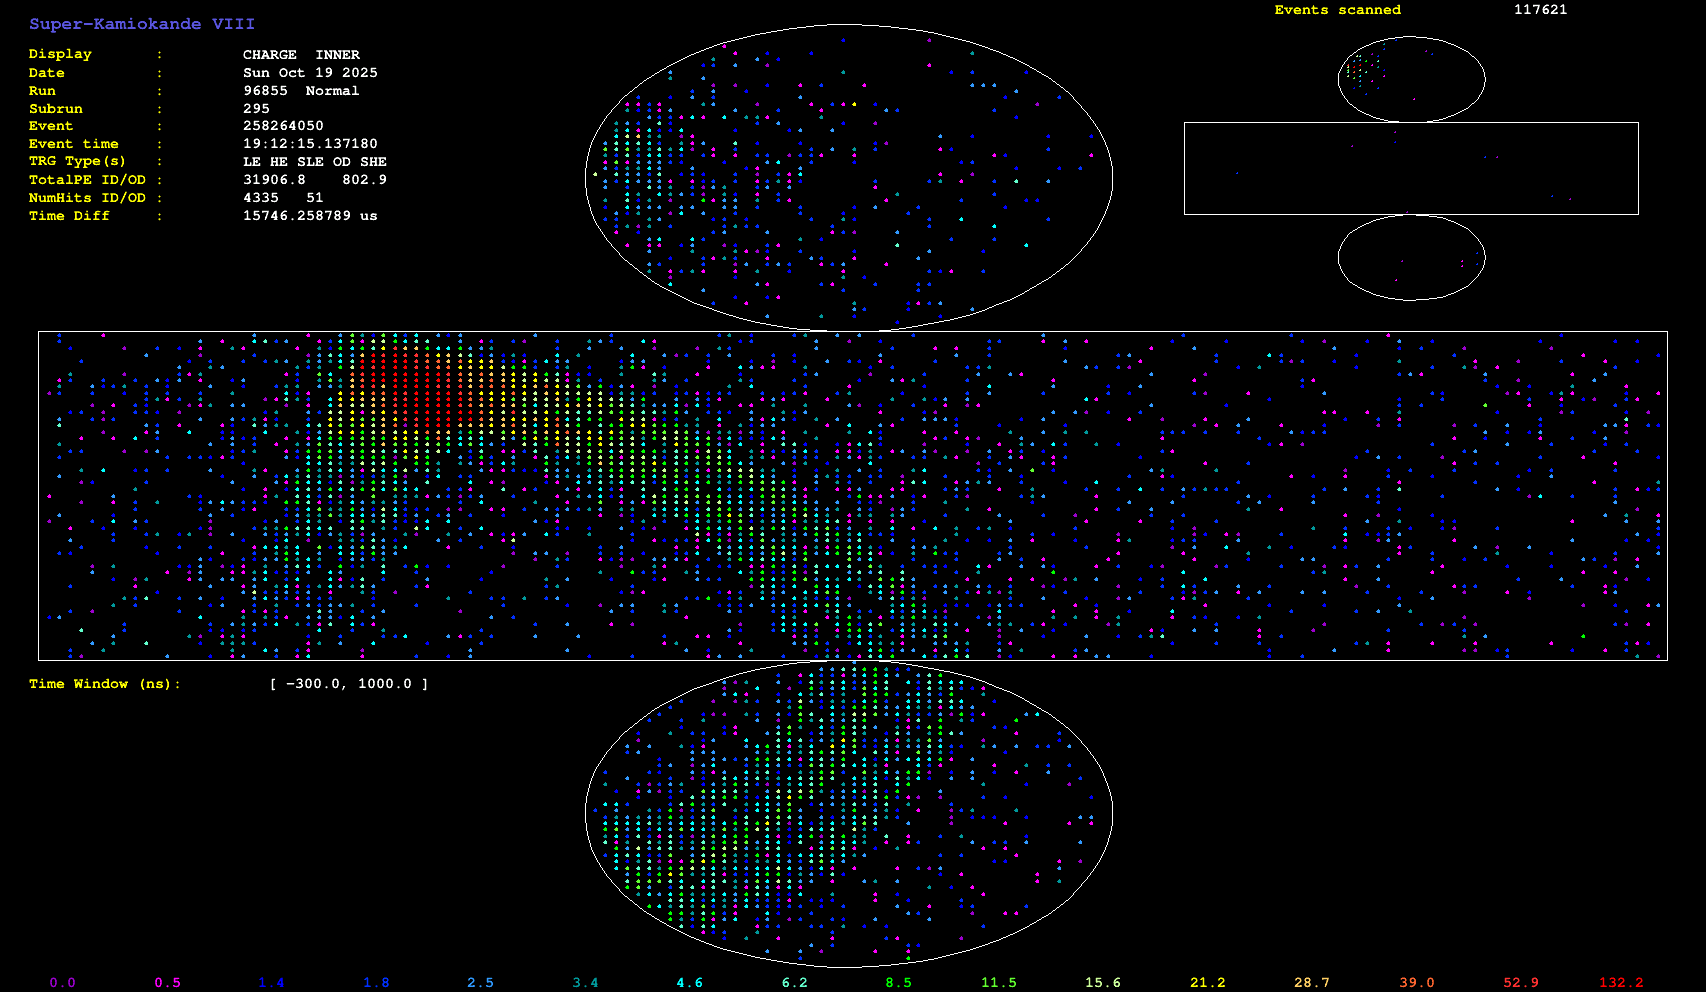 Super-Kamiokande VIII
Display : CHARGE INNER
Date : Sun Oct 19 2025
Run : 96855 Normal
Subrun : 295
Event : 258264050
Event time : 19:12:15.137180
TRG Type(s) : LE HE SLE OD SHE
TotalPE ID/OD : 31906.8 802.9
NumHits ID/OD : 4335 51
Time Diff : 15746.258789 us
Events scanned 117621
Time Window (ns): [ -300.0, 1000.0 ]
0.0 0.5 1.4 1.8 2.5 3.4 4.6 6.2 8.5 11.5 15.6 21.2 28.7 39.0 52.9 132.2